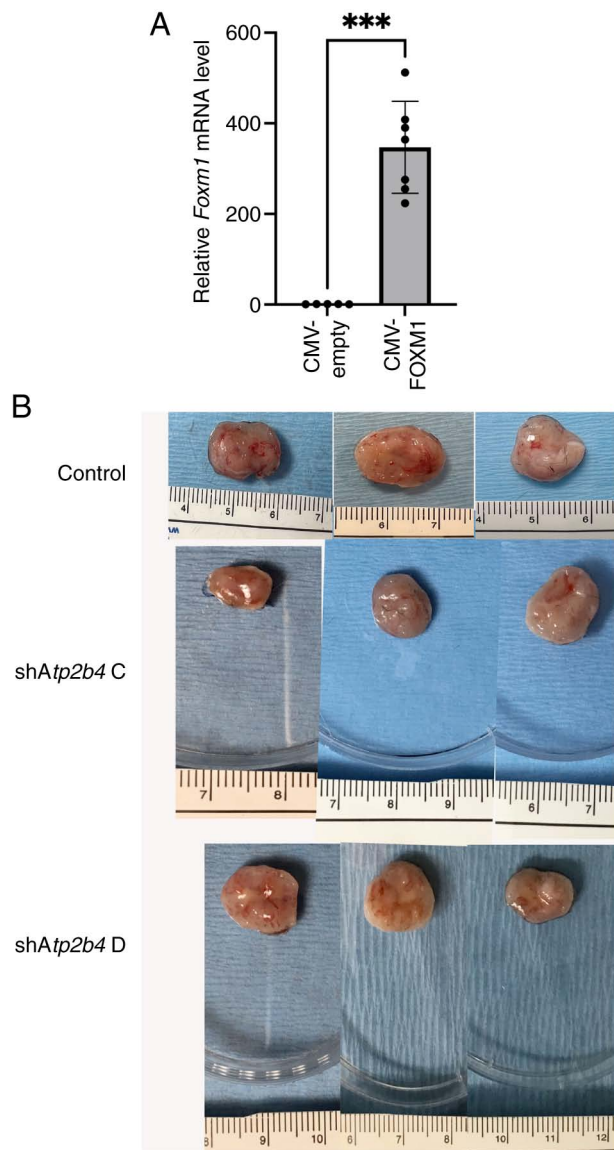 A
***
600
400
200
0
Relative Foxm1 mRNA level
CMV-
empty
CMV-
FOXM1
B
Control
4 5 6 7
6 7
4 5 6
shAtp2b4 C
7 8
7 8 9
6 7
shAtp2b4 D
8 9 10
6 7 8
10 11 12